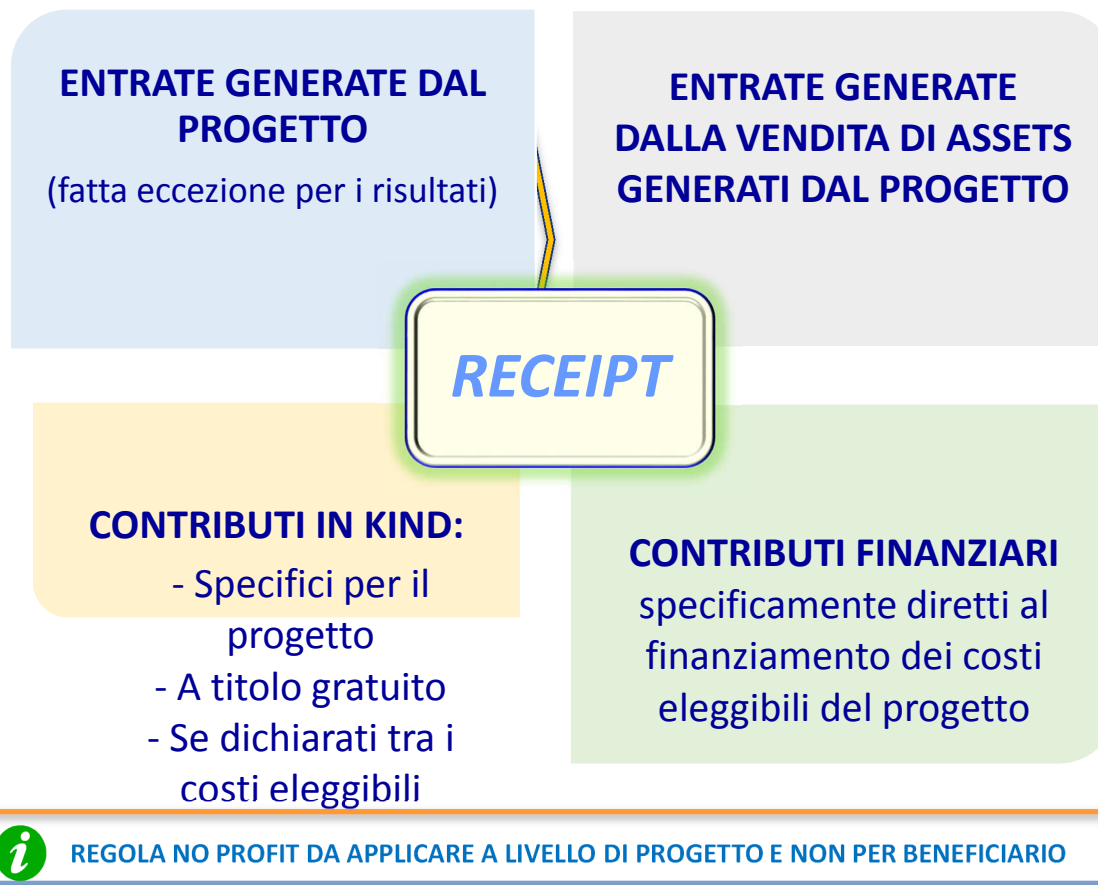 ENTRATE GENERATE DAL
PROGETTO
(fatta eccezione per i risultati)
ENTRATE GENERATE
DALLA VENDITA DI ASSETS
GENERATI DAL PROGETTO
RECEIPT
CONTRIBUTI IN KIND:
- Specifici per il
progetto
- A titolo gratuito
- Se dichiarati tra i
costi eleggibili
CONTRIBUTI FINANZIARI
specificamente diretti al
finanziamento dei costi
eleggibili del progetto
i REGOLA NO PROFIT DA APPLICARE A LIVELLO DI PROGETTO E NON PER BENEFICIARIO